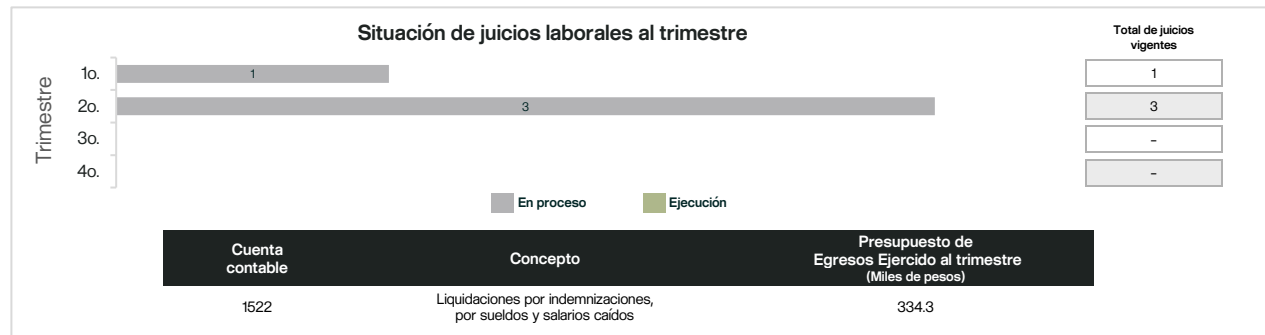 Situación de juicios laborales al trimestre
Total de juicios
vigentes
Trimestre
1o.
1
1
2o.
3
3
3o.
-
4o.
-
En proceso
Ejecución
Cuenta
contable
Concepto
Presupuesto de
Egresos Ejercido al trimestre
(Miles de pesos)
1522
Liquidaciones por indemnizaciones,
por sueldos y salarios caídos
334.3